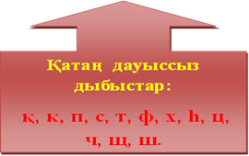 Қатаң дауыссыз
дыбыстар:
қ, к, п, с, т, ф, х, һ, ц,
ч, щ, ш.